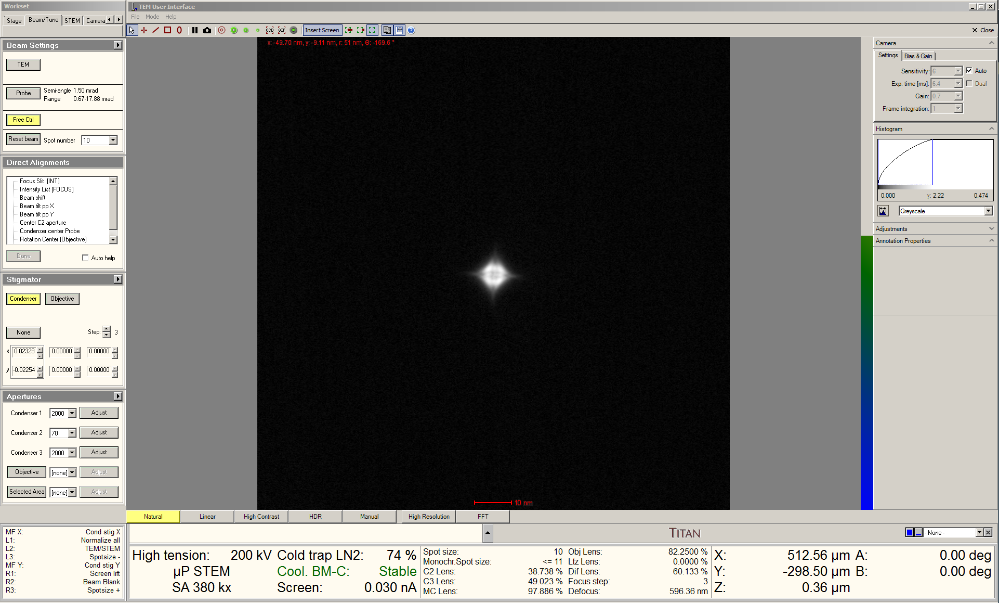 Workset
TEM User Interface
Stage Beam/Tune STEM Camera
File Mode Help
Insert Screen
Close
Beam Settings
TEM
Probe
Semi-angle 1.50 mrad
Range 0.67-17.88 mrad
Free Ctrl
Reset beam Spot number 10
Direct Alignments
Focus Slit [INT]
Intensity List [FOCUS]
Beam shift
Beam tilt pp X
Beam tilt pp Y
Center C2 aperture
Condenser center Probe
Rotation Center (Objective)
Done Auto help
Stigmator
Condenser Objective
None Step: 3
x 0.02329 0.00000 0.00000
y -0.02254 0.00000 0.00000
Apertures
Condenser 1 2000 Adjust
Condenser 2 70 Adjust
Condenser 3 2000 Adjust
Objective [none] Adjust
Selected Area [none] Adjust
MF X: Cond stig X
L1: Normalize all
L2: TEM/STEM
L3: Spotsize -
MF Y: Cond stig Y
R1: Screen lift
R2: Beam Blank
R3: Spotsize +
CCD GIF
x: -49.70 nm, y: -9.11 nm, r: 51 nm, Θ: -169.6 °
10 nm
Natural Linear High Contrast HDR Manual High Resolution FFT
Camera
Settings Bias & Gain
Sensitivity: 6 Auto
Exp. time [ms]: 6.4 Dual
Gain: 0.7
Frame integration: 1
Histogram
0.000 γ: 2.22 0.474
Greyscale
Adjustments
Annotation Properties
TITAN
- None -
High tension: 200 kV
µP STEM
SA 380 kx
Cold trap LN2: 74 %
Cool. BM-C: Stable
Screen: 0.030 nA
Spot size: 10
Monochr.Spot size: <= 11
C2 Lens: 38.738 %
C3 Lens: 49.023 %
MC Lens: 97.886 %
Obj Lens: 82.2500 %
Ltz Lens: 0.0000 %
Dif Lens: 60.133 %
Focus step: 3
Defocus: 596.36 nm
X: 512.56 µm A: 0.00 deg
Y: -298.50 µm B: 0.00 deg
Z: 0.36 µm